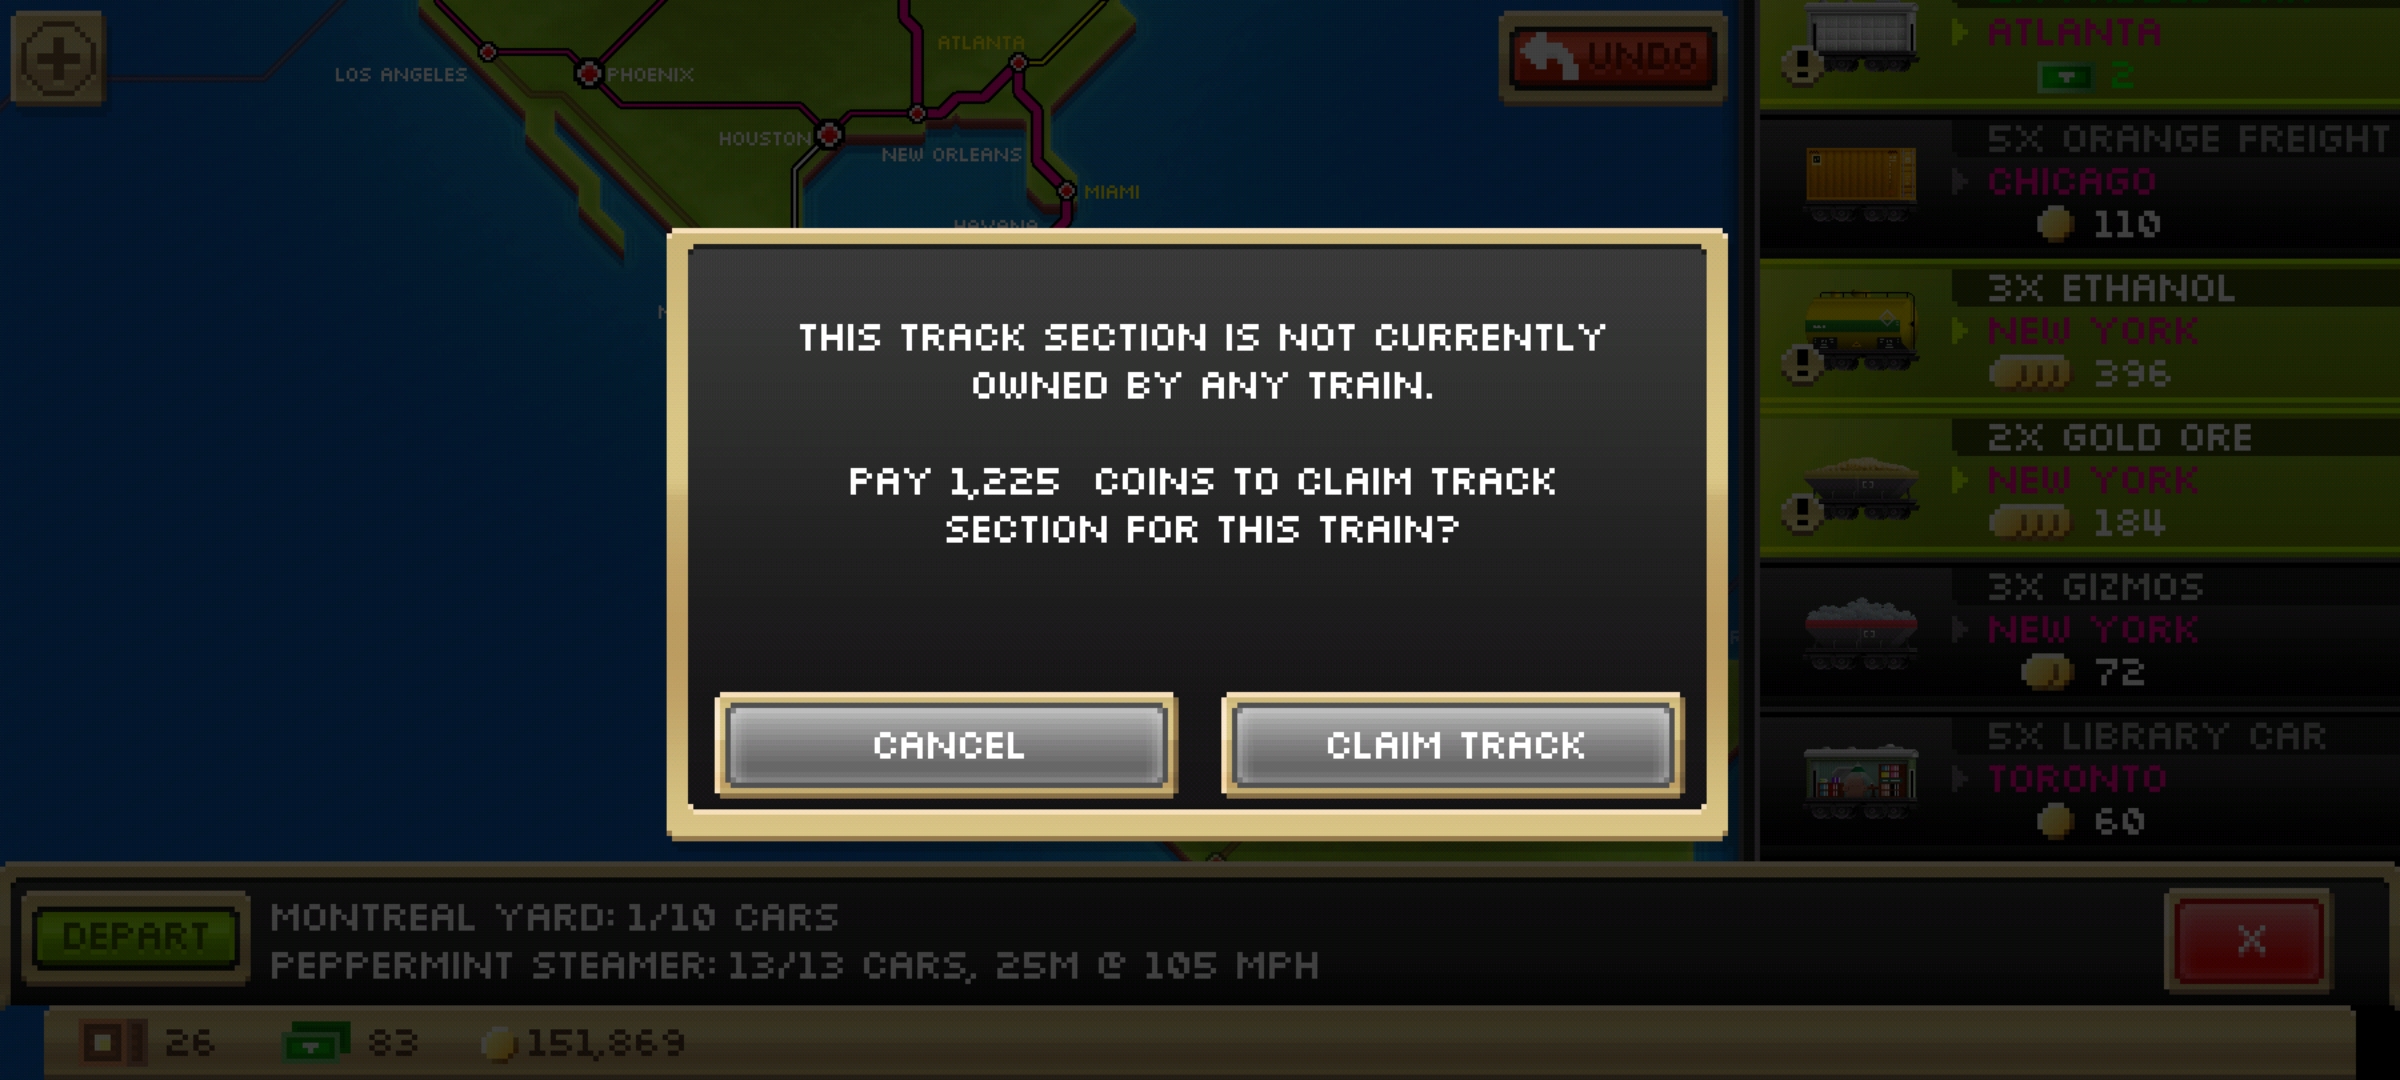 ATLANTA
2
LOS ANGELES
PHOENIX
ATLANTA
HOUSTON
NEW ORLEANS
MIAMI
HAVANA
UNDO
5X ORANGE FREIGHT
CHICAGO
110
3X ETHANOL
NEW YORK
396
2X GOLD ORE
NEW YORK
184
3X GIZMOS
NEW YORK
72
5X LIBRARY CAR
TORONTO
60
THIS TRACK SECTION IS NOT CURRENTLY
OWNED BY ANY TRAIN.
PAY 1,225 COINS TO CLAIM TRACK
SECTION FOR THIS TRAIN?
CANCEL
CLAIM TRACK
DEPART
MONTREAL YARD: 1/10 CARS
PEPPERMINT STEAMER: 13/13 CARS, 25M @ 105 MPH
X
26
83
151,869